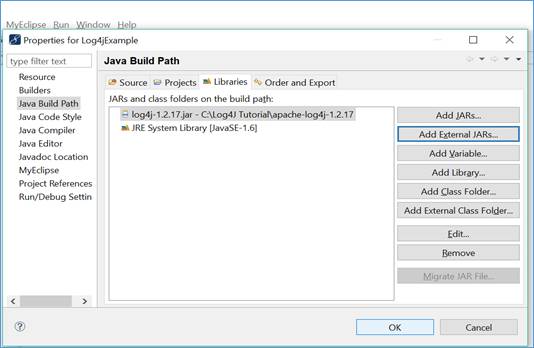 MyEclipse Run Window Help
Properties for Log4jExample
type filter text
Resource
Builders
Java Build Path
Java Code Style
Java Compiler
Java Editor
Javadoc Location
MyEclipse
Project References
Run/Debug Settin
Java Build Path
Source Projects Libraries Order and Export
JARs and class folders on the build path:
log4j-1.2.17.jar - C:\Log4J Tutorial\apache-log4j-1.2.17
JRE System Library [JavaSE-1.6]
Add JARs...
Add External JARs...
Add Variable...
Add Library...
Add Class Folder...
Add External Class Folder...
Edit...
Remove
Migrate JAR File...
OK Cancel